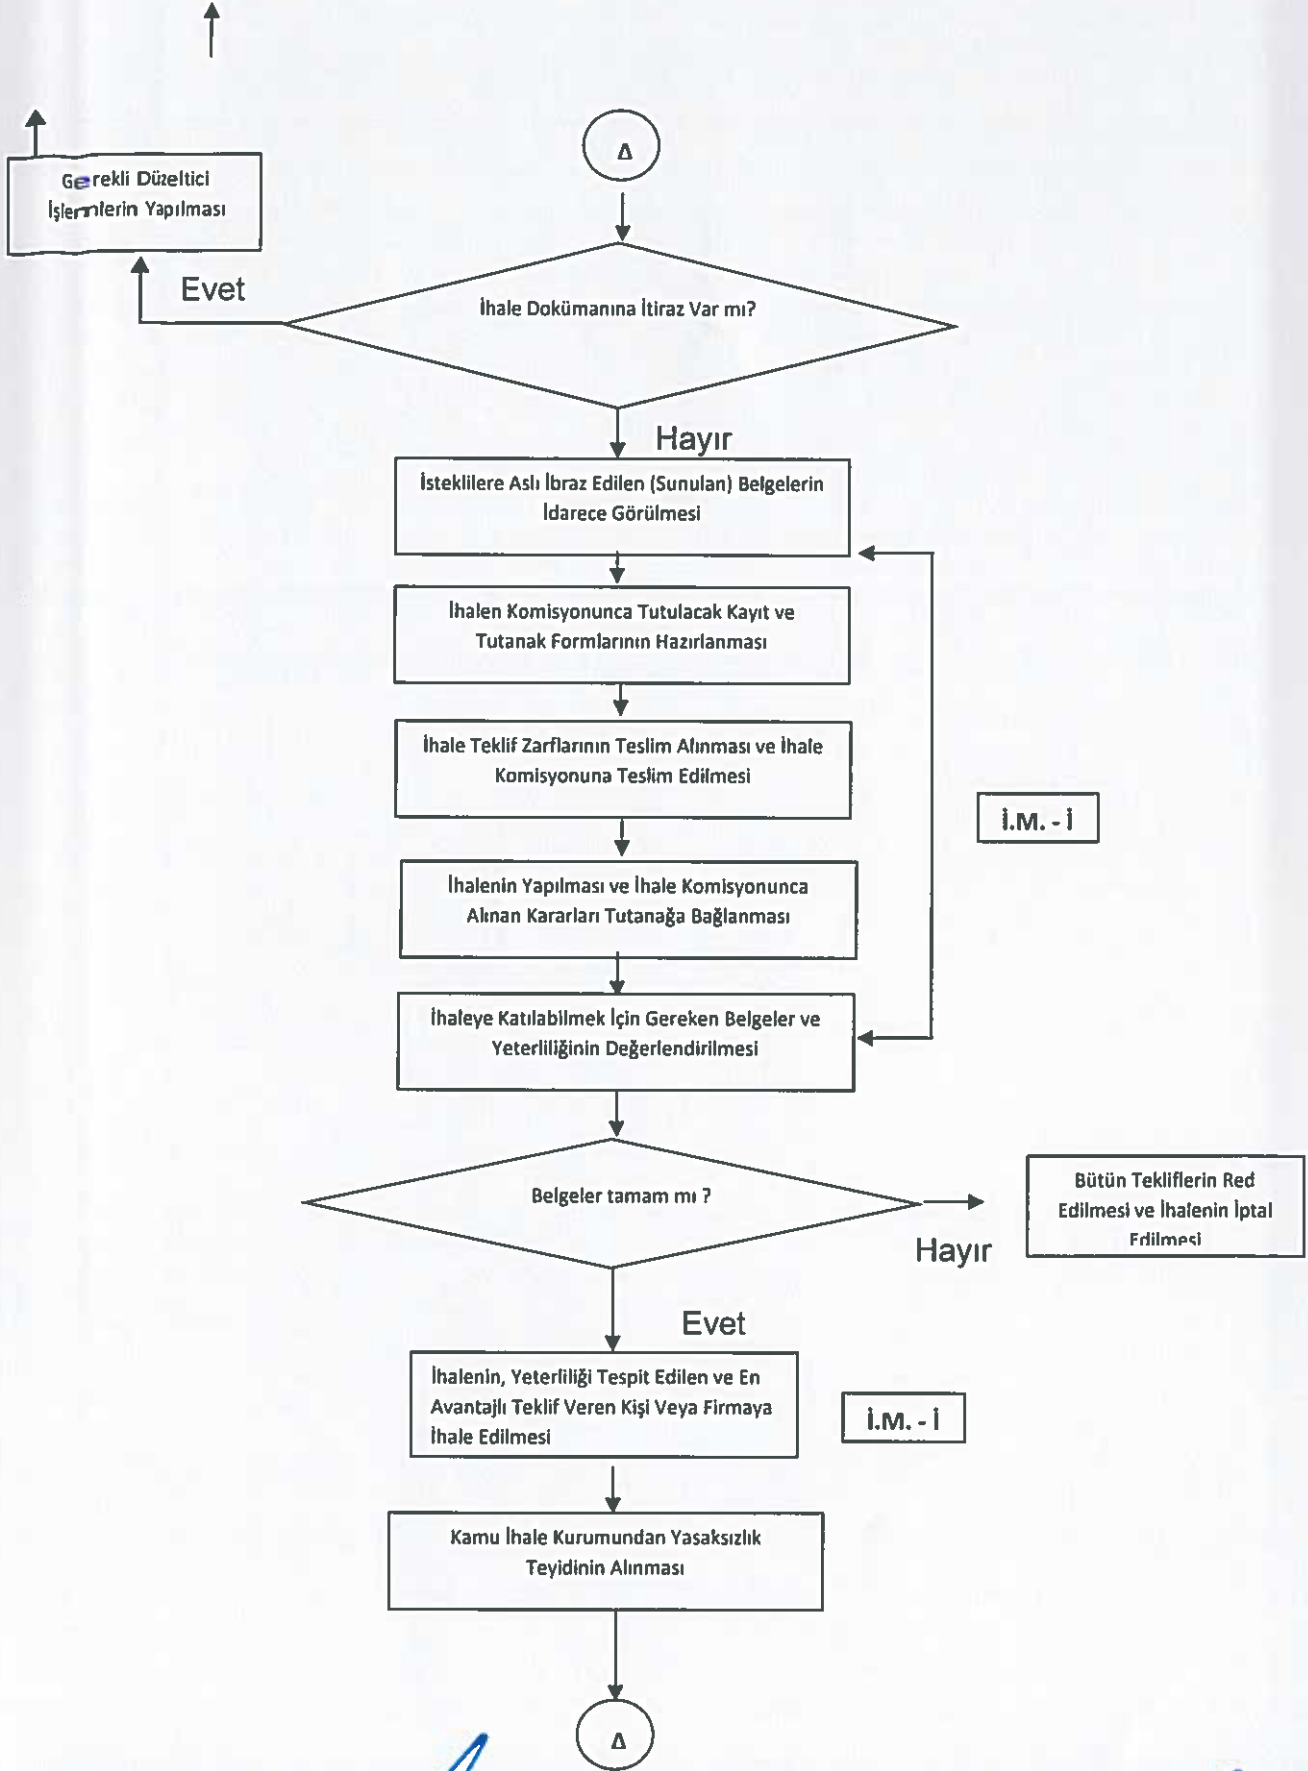 Δ
Gerekli Düzeltici
İşlemlerin Yapılması
Evet
İhale Dokümanına İtiraz Var mı?
Hayır
İsteklilere Aslı İbraz Edilen (Sunulan) Belgelerin
İdarece Görülmesi
İhalen Komisyonunca Tutulacak Kayıt ve
Tutanak Formlarının Hazırlanması
İhale Teklif Zarflarının Teslim Alınması ve İhale
Komisyonuna Teslim Edilmesi
İ.M. - İ
İhalenin Yapılması ve İhale Komisyonunca
Alınan Kararları Tutanağa Bağlanması
İhaleye Katılabilmek İçin Gereken Belgeler ve
Yeterliliğinin Değerlendirilmesi
Belgeler tamam mı ?
Hayır
Bütün Tekliflerin Red
Edilmesi ve İhalenin İptal
Edilmesi
Evet
İhalenin, Yeterliliği Tespit Edilen ve En
Avantajlı Teklif Veren Kişi Veya Firmaya
İhale Edilmesi
İ.M. - İ
Kamu İhale Kurumundan Yasaksızlık
Teyidinin Alınması
Δ